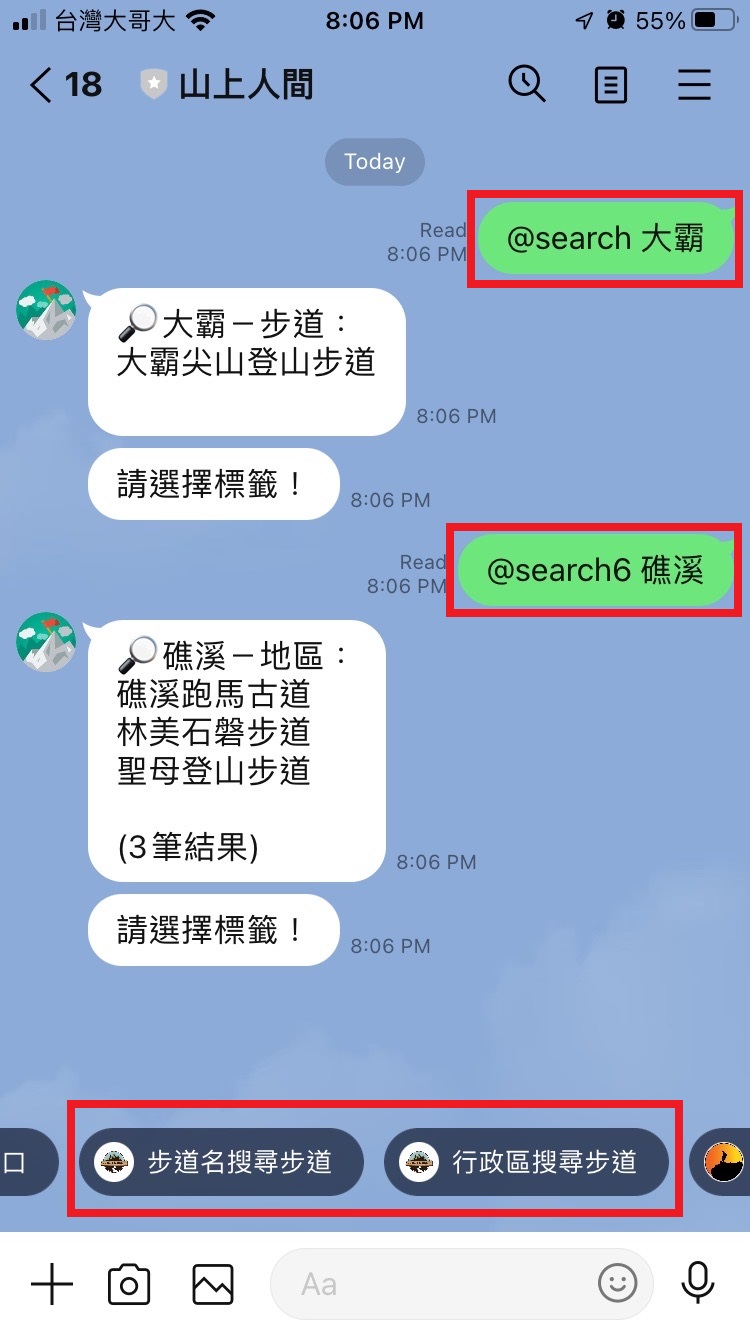 台灣大哥大 8:06 PM 55%
18 山上人間
Today
Read
8:06 PM
@search 大霸
大霸－步道：
大霸尖山登山步道
8:06 PM
請選擇標籤！
8:06 PM
Read
8:06 PM
@search6 礁溪
礁溪－地區：
礁溪跑馬古道
林美石磐步道
聖母登山步道
(3筆結果)
8:06 PM
請選擇標籤！
8:06 PM
口 步道名搜尋步道 行政區搜尋步道
Aa